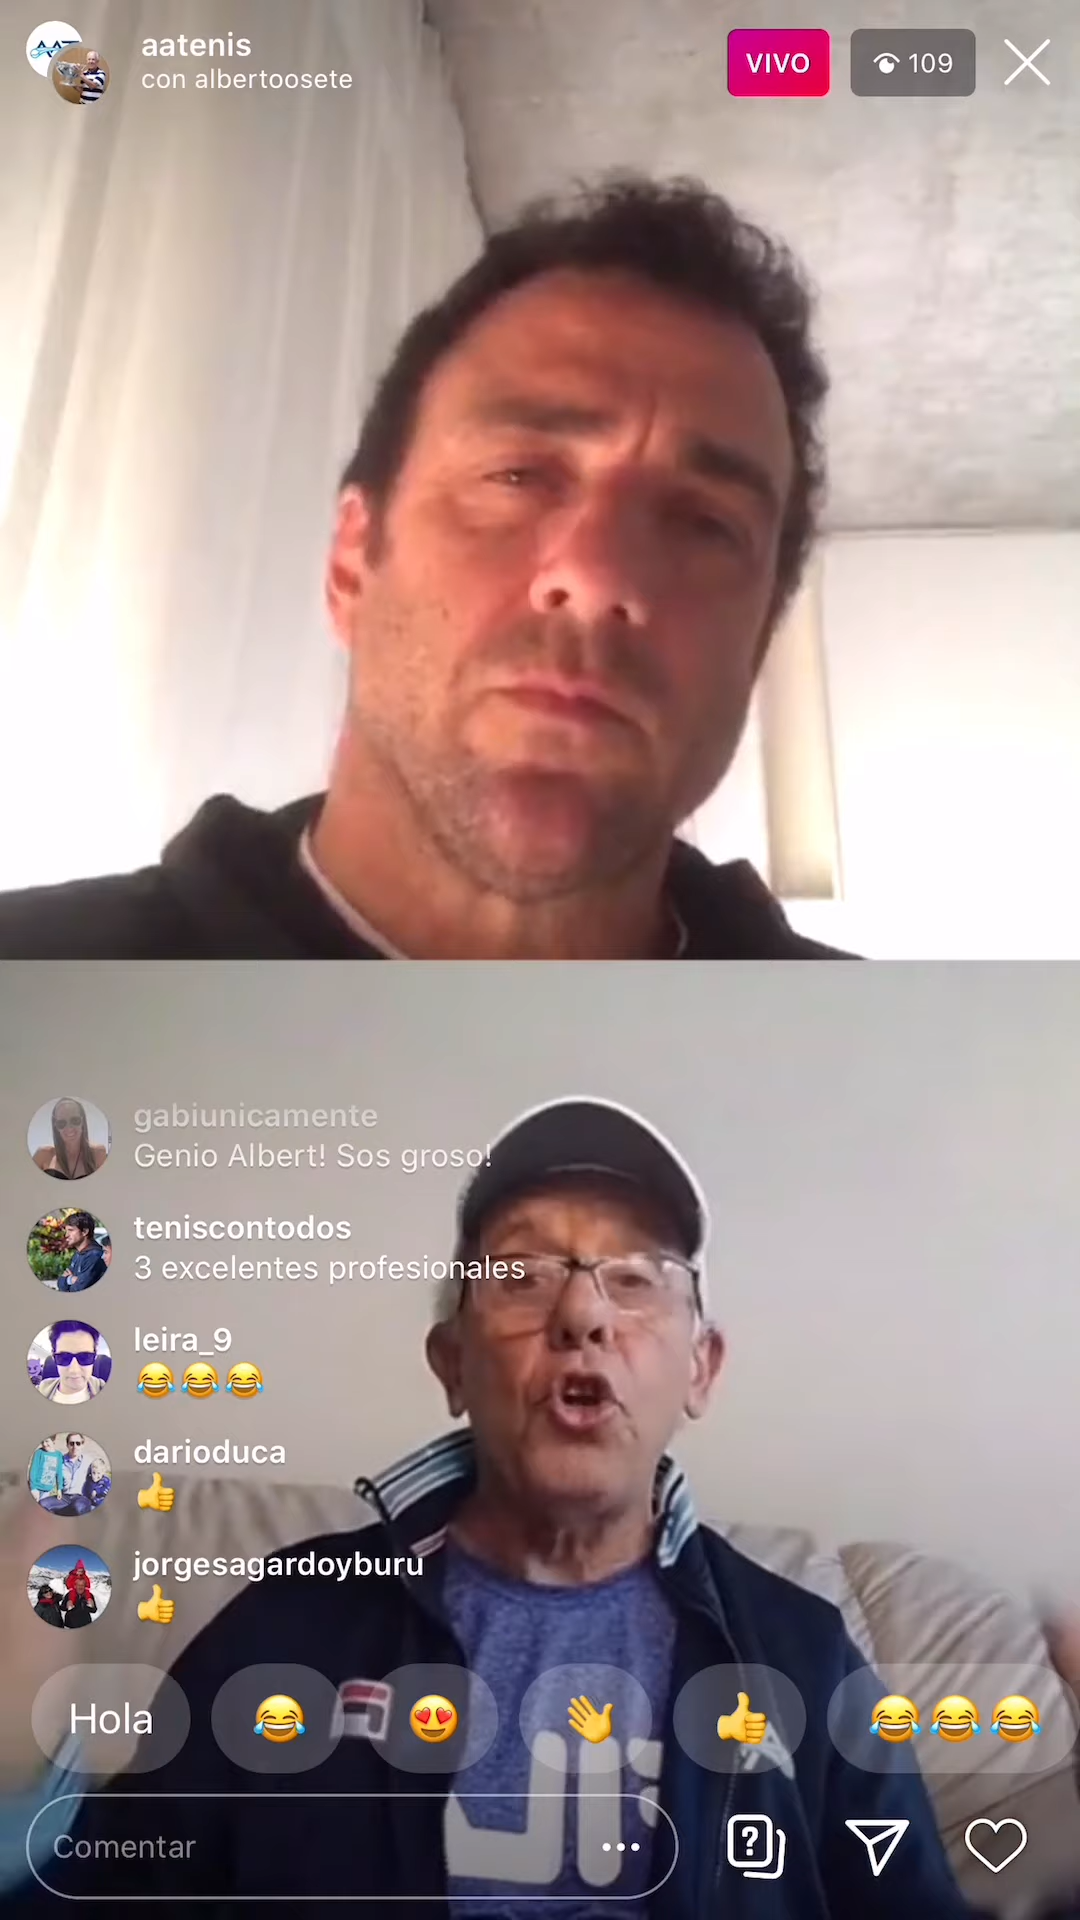 aatenis
con albertoosete
VIVO
109
gabiunicamente
Genio Albert! Sos groso!
teniscontodos
3 excelentes profesionales
leira_9
😂😂😂
darioduca
👍
jorgesagardoyburu
👍
Hola 😂 😍 👋 👍 😂😂😂
Comentar